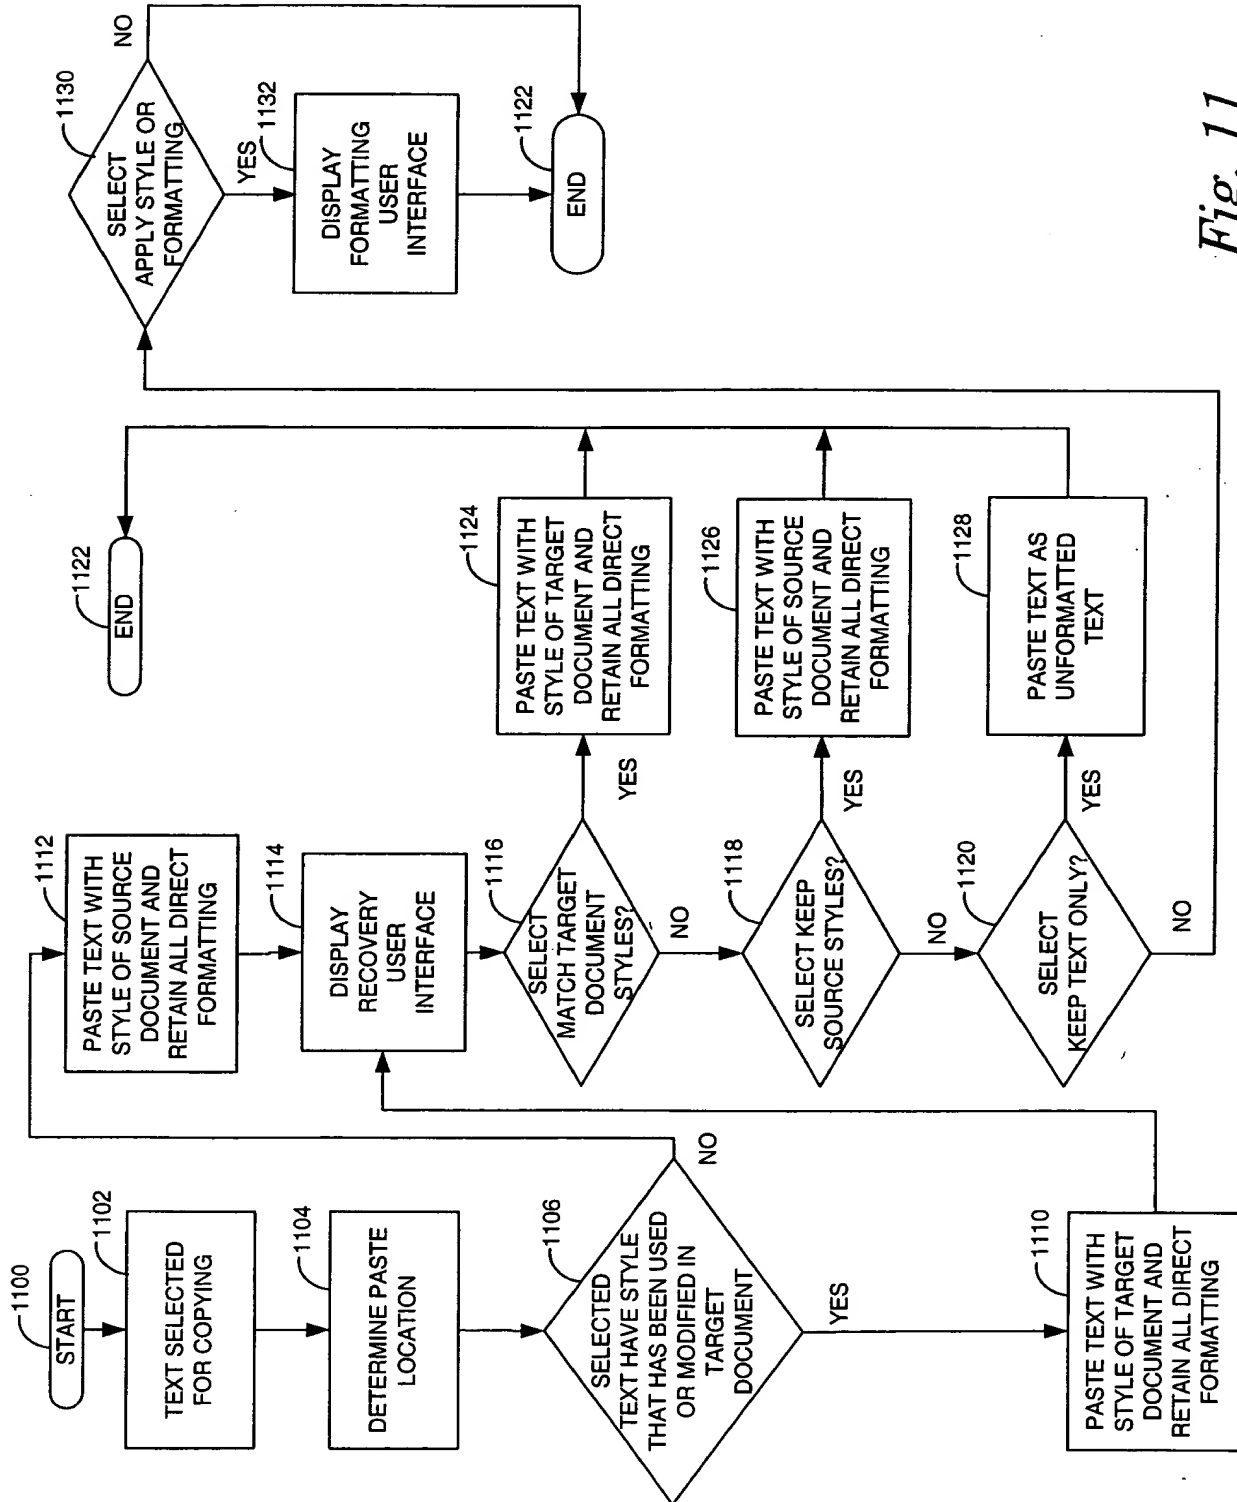 1100
START
1102
TEXT SELECTED
FOR COPYING
1104
DETERMINE PASTE
LOCATION
1106
SELECTED
TEXT HAVE STYLE
THAT HAS BEEN USED
OR MODIFIED IN
TARGET
DOCUMENT
NO
YES
1110
PASTE TEXT WITH
STYLE OF TARGET
DOCUMENT AND
RETAIN ALL DIRECT
FORMATTING
1112
PASTE TEXT WITH
STYLE OF SOURCE
DOCUMENT AND
RETAIN ALL DIRECT
FORMATTING
1114
DISPLAY
RECOVERY
USER
INTERFACE
1116
SELECT
MATCH TARGET
DOCUMENT
STYLES?
YES
NO
1118
SELECT KEEP
SOURCE STYLES?
YES
NO
1120
SELECT
KEEP TEXT ONLY?
YES
NO
1122
END
1124
PASTE TEXT WITH
STYLE OF TARGET
DOCUMENT AND
RETAIN ALL DIRECT
FORMATTING
1126
PASTE TEXT WITH
STYLE OF SOURCE
DOCUMENT AND
RETAIN ALL DIRECT
FORMATTING
1128
PASTE TEXT AS
UNFORMATTED
TEXT
1130
SELECT
APPLY STYLE OR
FORMATTING
NO
YES
1132
DISPLAY
FORMATTING
USER
INTERFACE
1122
END
Fig. 11